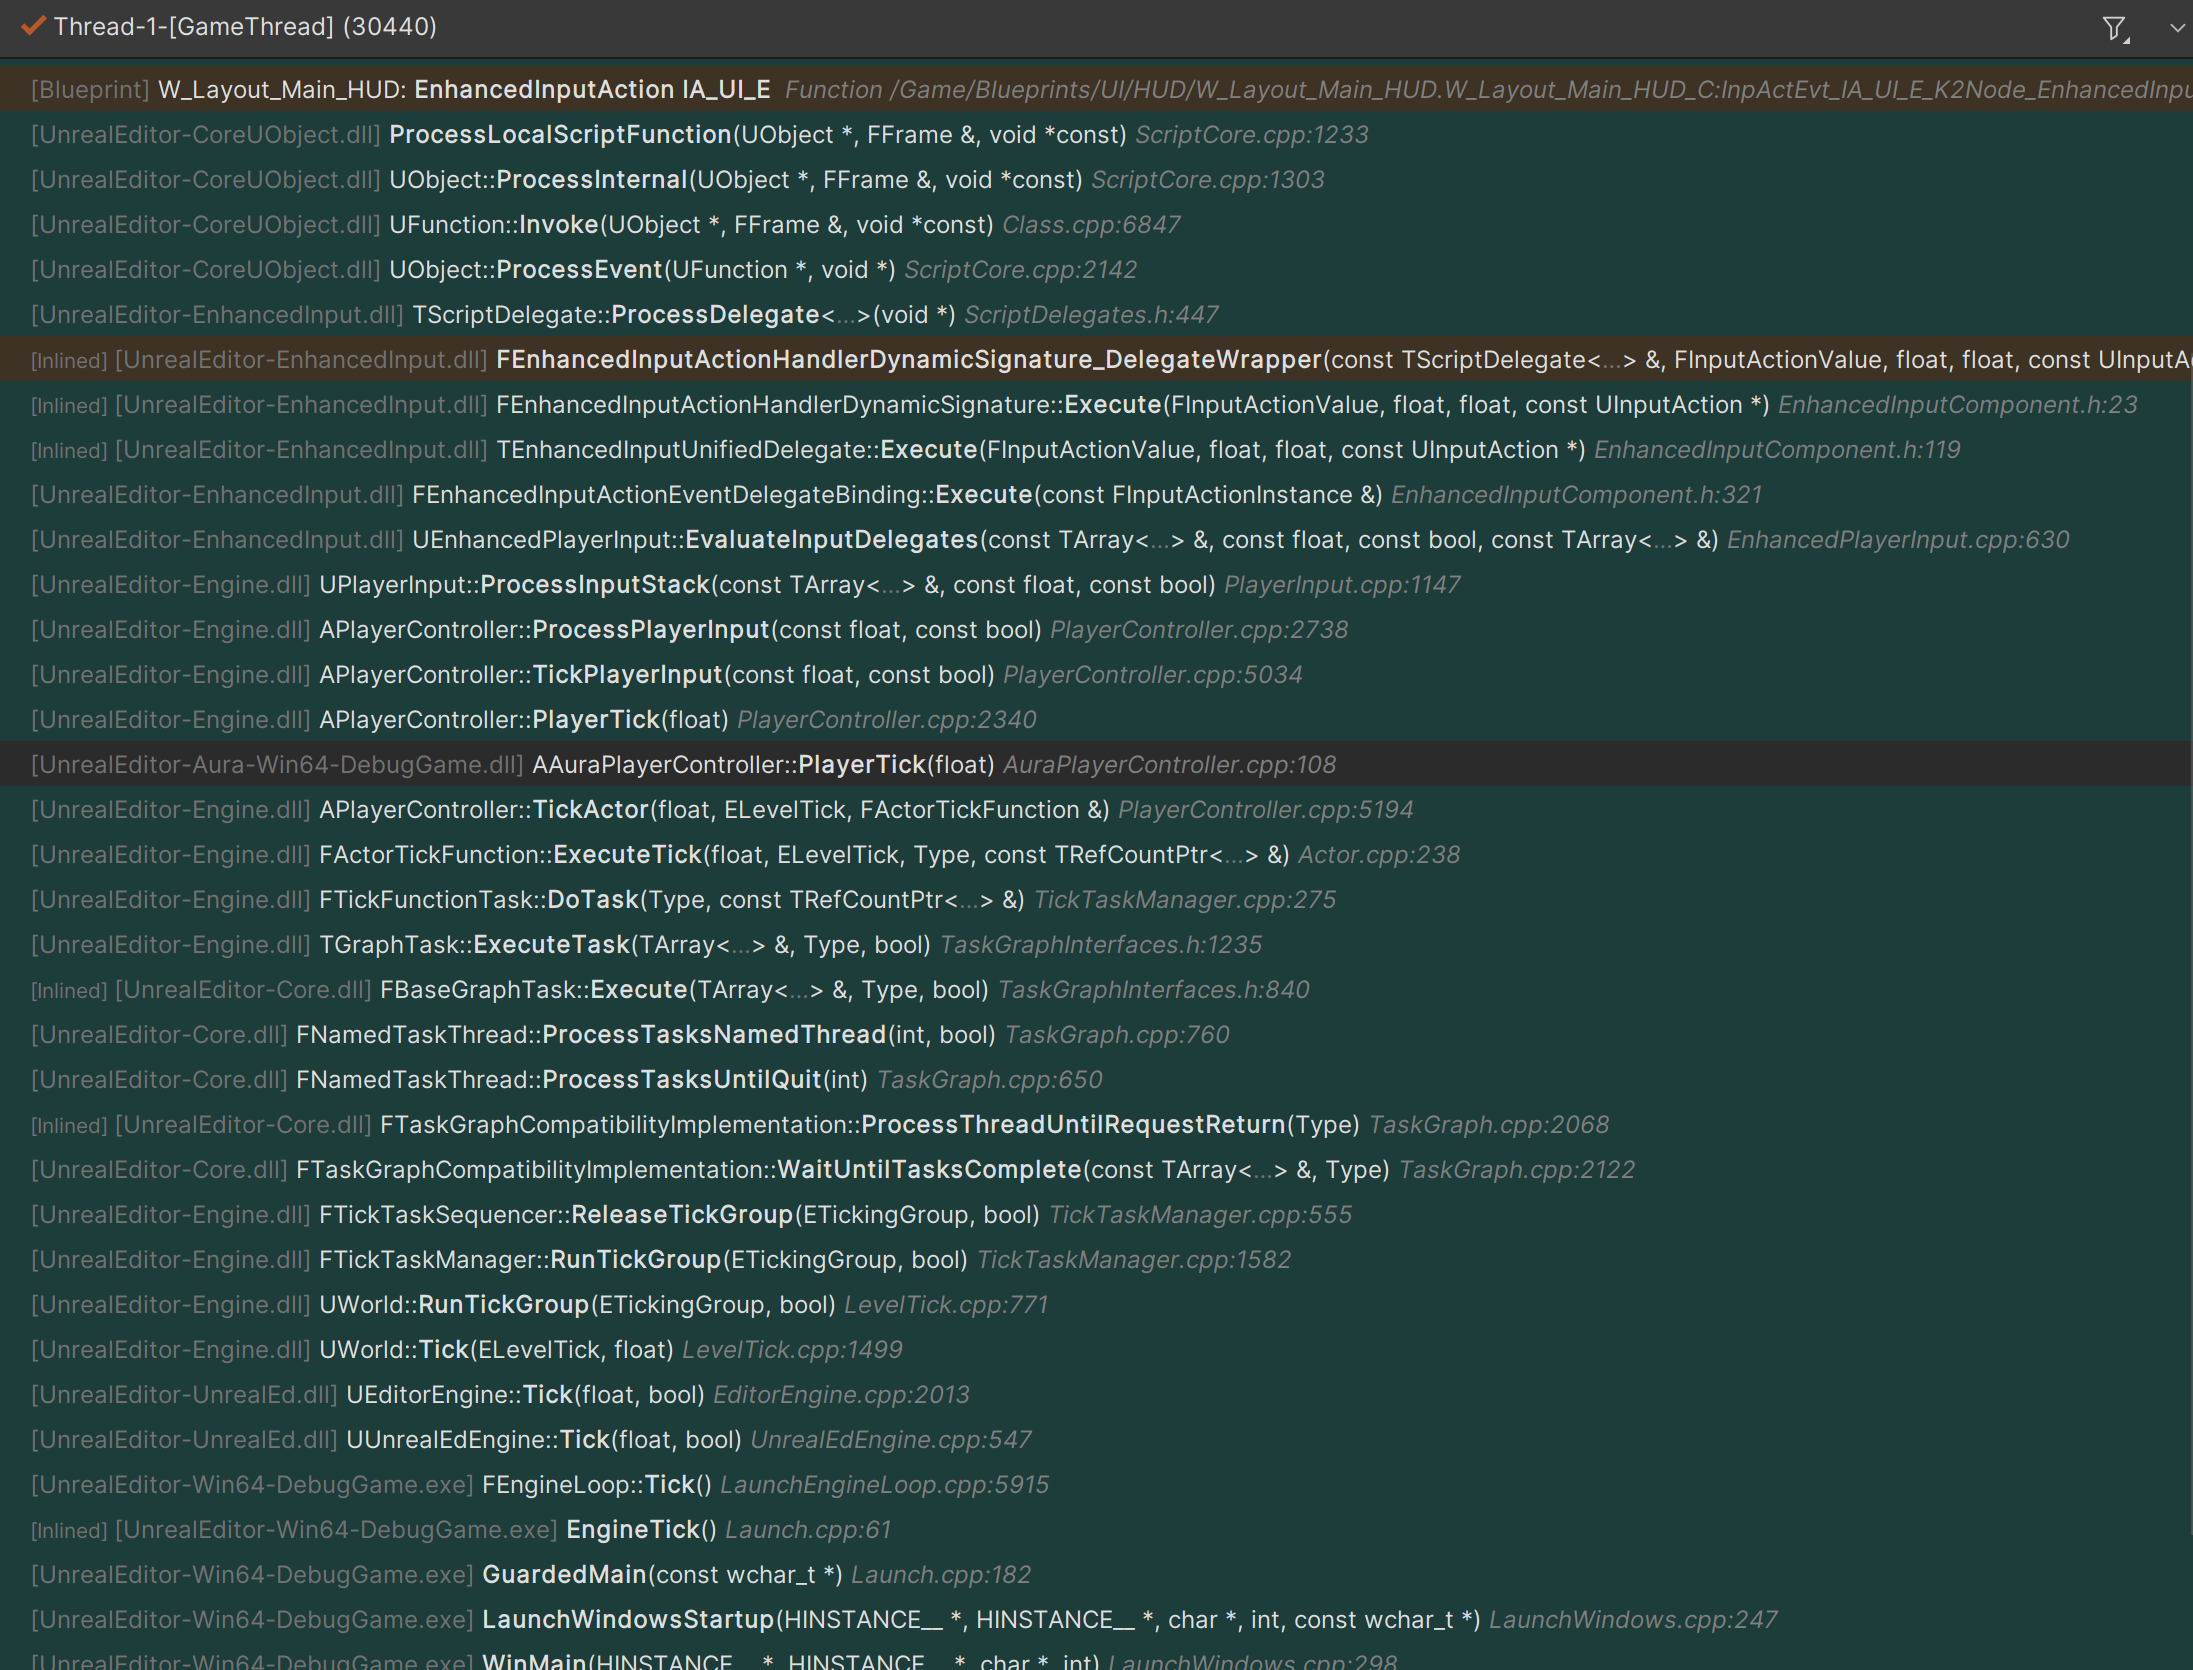 Thread-1-[GameThread] (30440)
[Blueprint] W_Layout_Main_HUD: EnhancedInputAction IA_UI_E Function /Game/Blueprints/UI/HUD/W_Layout_Main_HUD.W_Layout_Main_HUD_C:InpActEvt_IA_UI_E_K2Node_EnhancedInpu
[UnrealEditor-CoreUObject.dll] ProcessLocalScriptFunction(UObject *, FFrame &, void *const) ScriptCore.cpp:1233
[UnrealEditor-CoreUObject.dll] UObject::ProcessInternal(UObject *, FFrame &, void *const) ScriptCore.cpp:1303
[UnrealEditor-CoreUObject.dll] UFunction::Invoke(UObject *, FFrame &, void *const) Class.cpp:6847
[UnrealEditor-CoreUObject.dll] UObject::ProcessEvent(UFunction *, void *) ScriptCore.cpp:2142
[UnrealEditor-EnhancedInput.dll] TScriptDelegate::ProcessDelegate<...>(void *) ScriptDelegates.h:447
[Inlined] [UnrealEditor-EnhancedInput.dll] FEnhancedInputActionHandlerDynamicSignature_DelegateWrapper(const TScriptDelegate<...> &, FInputActionValue, float, float, const UInputA
[Inlined] [UnrealEditor-EnhancedInput.dll] FEnhancedInputActionHandlerDynamicSignature::Execute(FInputActionValue, float, float, const UInputAction *) EnhancedInputComponent.h:23
[Inlined] [UnrealEditor-EnhancedInput.dll] TEnhancedInputUnifiedDelegate::Execute(FInputActionValue, float, float, const UInputAction *) EnhancedInputComponent.h:119
[UnrealEditor-EnhancedInput.dll] FEnhancedInputActionEventDelegateBinding::Execute(const FInputActionInstance &) EnhancedInputComponent.h:321
[UnrealEditor-EnhancedInput.dll] UEnhancedPlayerInput::EvaluateInputDelegates(const TArray<...> &, const float, const bool, const TArray<...> &) EnhancedPlayerInput.cpp:630
[UnrealEditor-Engine.dll] UPlayerInput::ProcessInputStack(const TArray<...> &, const float, const bool) PlayerInput.cpp:1147
[UnrealEditor-Engine.dll] APlayerController::ProcessPlayerInput(const float, const bool) PlayerController.cpp:2738
[UnrealEditor-Engine.dll] APlayerController::TickPlayerInput(const float, const bool) PlayerController.cpp:5034
[UnrealEditor-Engine.dll] APlayerController::PlayerTick(float) PlayerController.cpp:2340
[UnrealEditor-Aura-Win64-DebugGame.dll] AAuraPlayerController::PlayerTick(float) AuraPlayerController.cpp:108
[UnrealEditor-Engine.dll] APlayerController::TickActor(float, ELevelTick, FActorTickFunction &) PlayerController.cpp:5194
[UnrealEditor-Engine.dll] FActorTickFunction::ExecuteTick(float, ELevelTick, Type, const TRefCountPtr<...> &) Actor.cpp:238
[UnrealEditor-Engine.dll] FTickFunctionTask::DoTask(Type, const TRefCountPtr<...> &) TickTaskManager.cpp:275
[UnrealEditor-Engine.dll] TGraphTask::ExecuteTask(TArray<...> &, Type, bool) TaskGraphInterfaces.h:1235
[Inlined] [UnrealEditor-Core.dll] FBaseGraphTask::Execute(TArray<...> &, Type, bool) TaskGraphInterfaces.h:840
[UnrealEditor-Core.dll] FNamedTaskThread::ProcessTasksNamedThread(int, bool) TaskGraph.cpp:760
[UnrealEditor-Core.dll] FNamedTaskThread::ProcessTasksUntilQuit(int) TaskGraph.cpp:650
[Inlined] [UnrealEditor-Core.dll] FTaskGraphCompatibilityImplementation::ProcessThreadUntilRequestReturn(Type) TaskGraph.cpp:2068
[UnrealEditor-Core.dll] FTaskGraphCompatibilityImplementation::WaitUntilTasksComplete(const TArray<...> &, Type) TaskGraph.cpp:2122
[UnrealEditor-Engine.dll] FTickTaskSequencer::ReleaseTickGroup(ETickingGroup, bool) TickTaskManager.cpp:555
[UnrealEditor-Engine.dll] FTickTaskManager::RunTickGroup(ETickingGroup, bool) TickTaskManager.cpp:1582
[UnrealEditor-Engine.dll] UWorld::RunTickGroup(ETickingGroup, bool) LevelTick.cpp:771
[UnrealEditor-Engine.dll] UWorld::Tick(ELevelTick, float) LevelTick.cpp:1499
[UnrealEditor-UnrealEd.dll] UEditorEngine::Tick(float, bool) EditorEngine.cpp:2013
[UnrealEditor-UnrealEd.dll] UUnrealEdEngine::Tick(float, bool) UnrealEdEngine.cpp:547
[UnrealEditor-Win64-DebugGame.exe] FEngineLoop::Tick() LaunchEngineLoop.cpp:5915
[Inlined] [UnrealEditor-Win64-DebugGame.exe] EngineTick() Launch.cpp:61
[UnrealEditor-Win64-DebugGame.exe] GuardedMain(const wchar_t *) Launch.cpp:182
[UnrealEditor-Win64-DebugGame.exe] LaunchWindowsStartup(HINSTANCE__ *, HINSTANCE__ *, char *, int, const wchar_t *) LaunchWindows.cpp:247
[UnrealEditor-Win64-DebugGame.exe] WinMain(HINSTANCE__ *, HINSTANCE__ *, char *, int) LaunchWindows.cpp:298